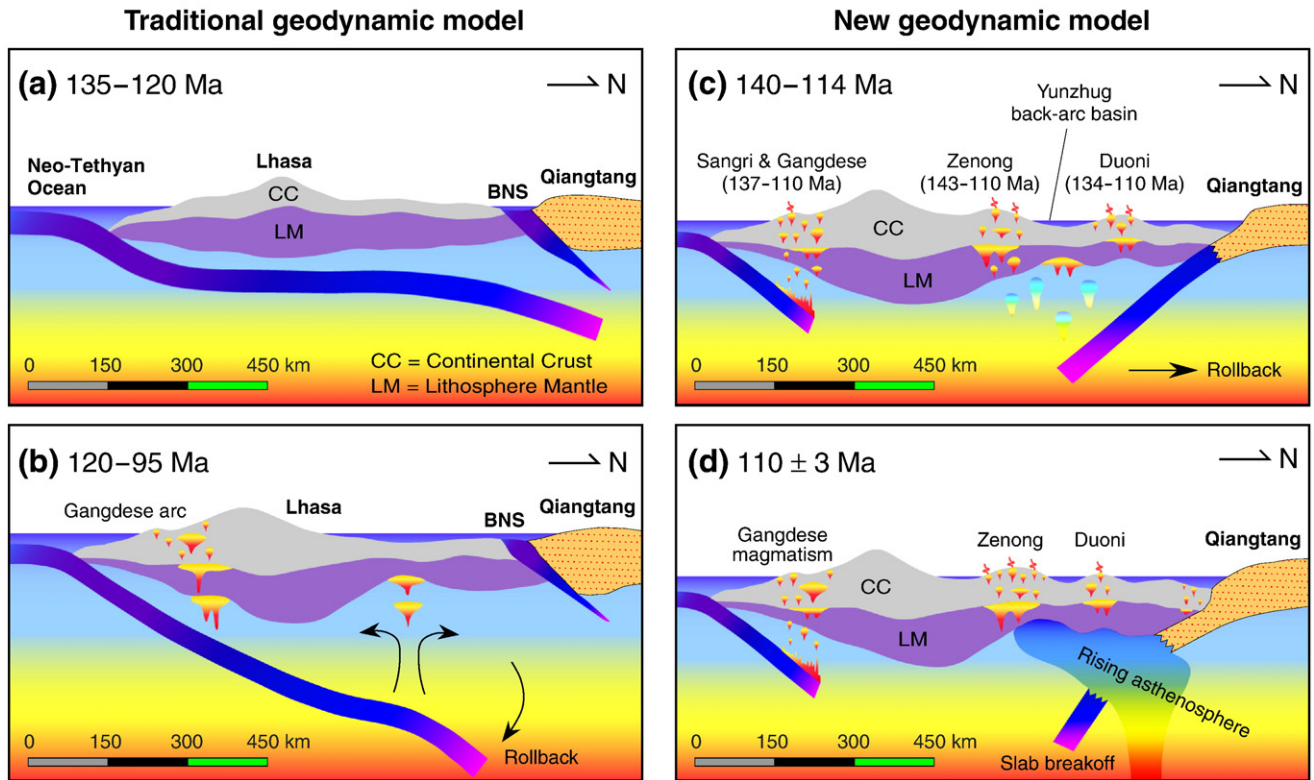 Traditional geodynamic model
New geodynamic model
(a) 135–120 Ma
N
Neo-Tethyan
Ocean
Lhasa
CC
LM
BNS
Qiangtang
0 150 300 450 km
CC = Continental Crust
LM = Lithosphere Mantle
(b) 120–95 Ma
N
Gangdese arc
Lhasa
BNS
Qiangtang
0 150 300 450 km
Rollback
(c) 140–114 Ma
N
Yunzhug
back-arc basin
Sangri & Gangdese
(137–110 Ma)
Zenong
(143–110 Ma)
Duoni
(134–110 Ma)
Qiangtang
CC
LM
0 150 300 450 km
Rollback
(d) 110 ± 3 Ma
N
Gangdese
magmatism
Zenong
Duoni
Qiangtang
CC
LM
Rising asthenosphere
0 150 300 450 km
Slab breakoff